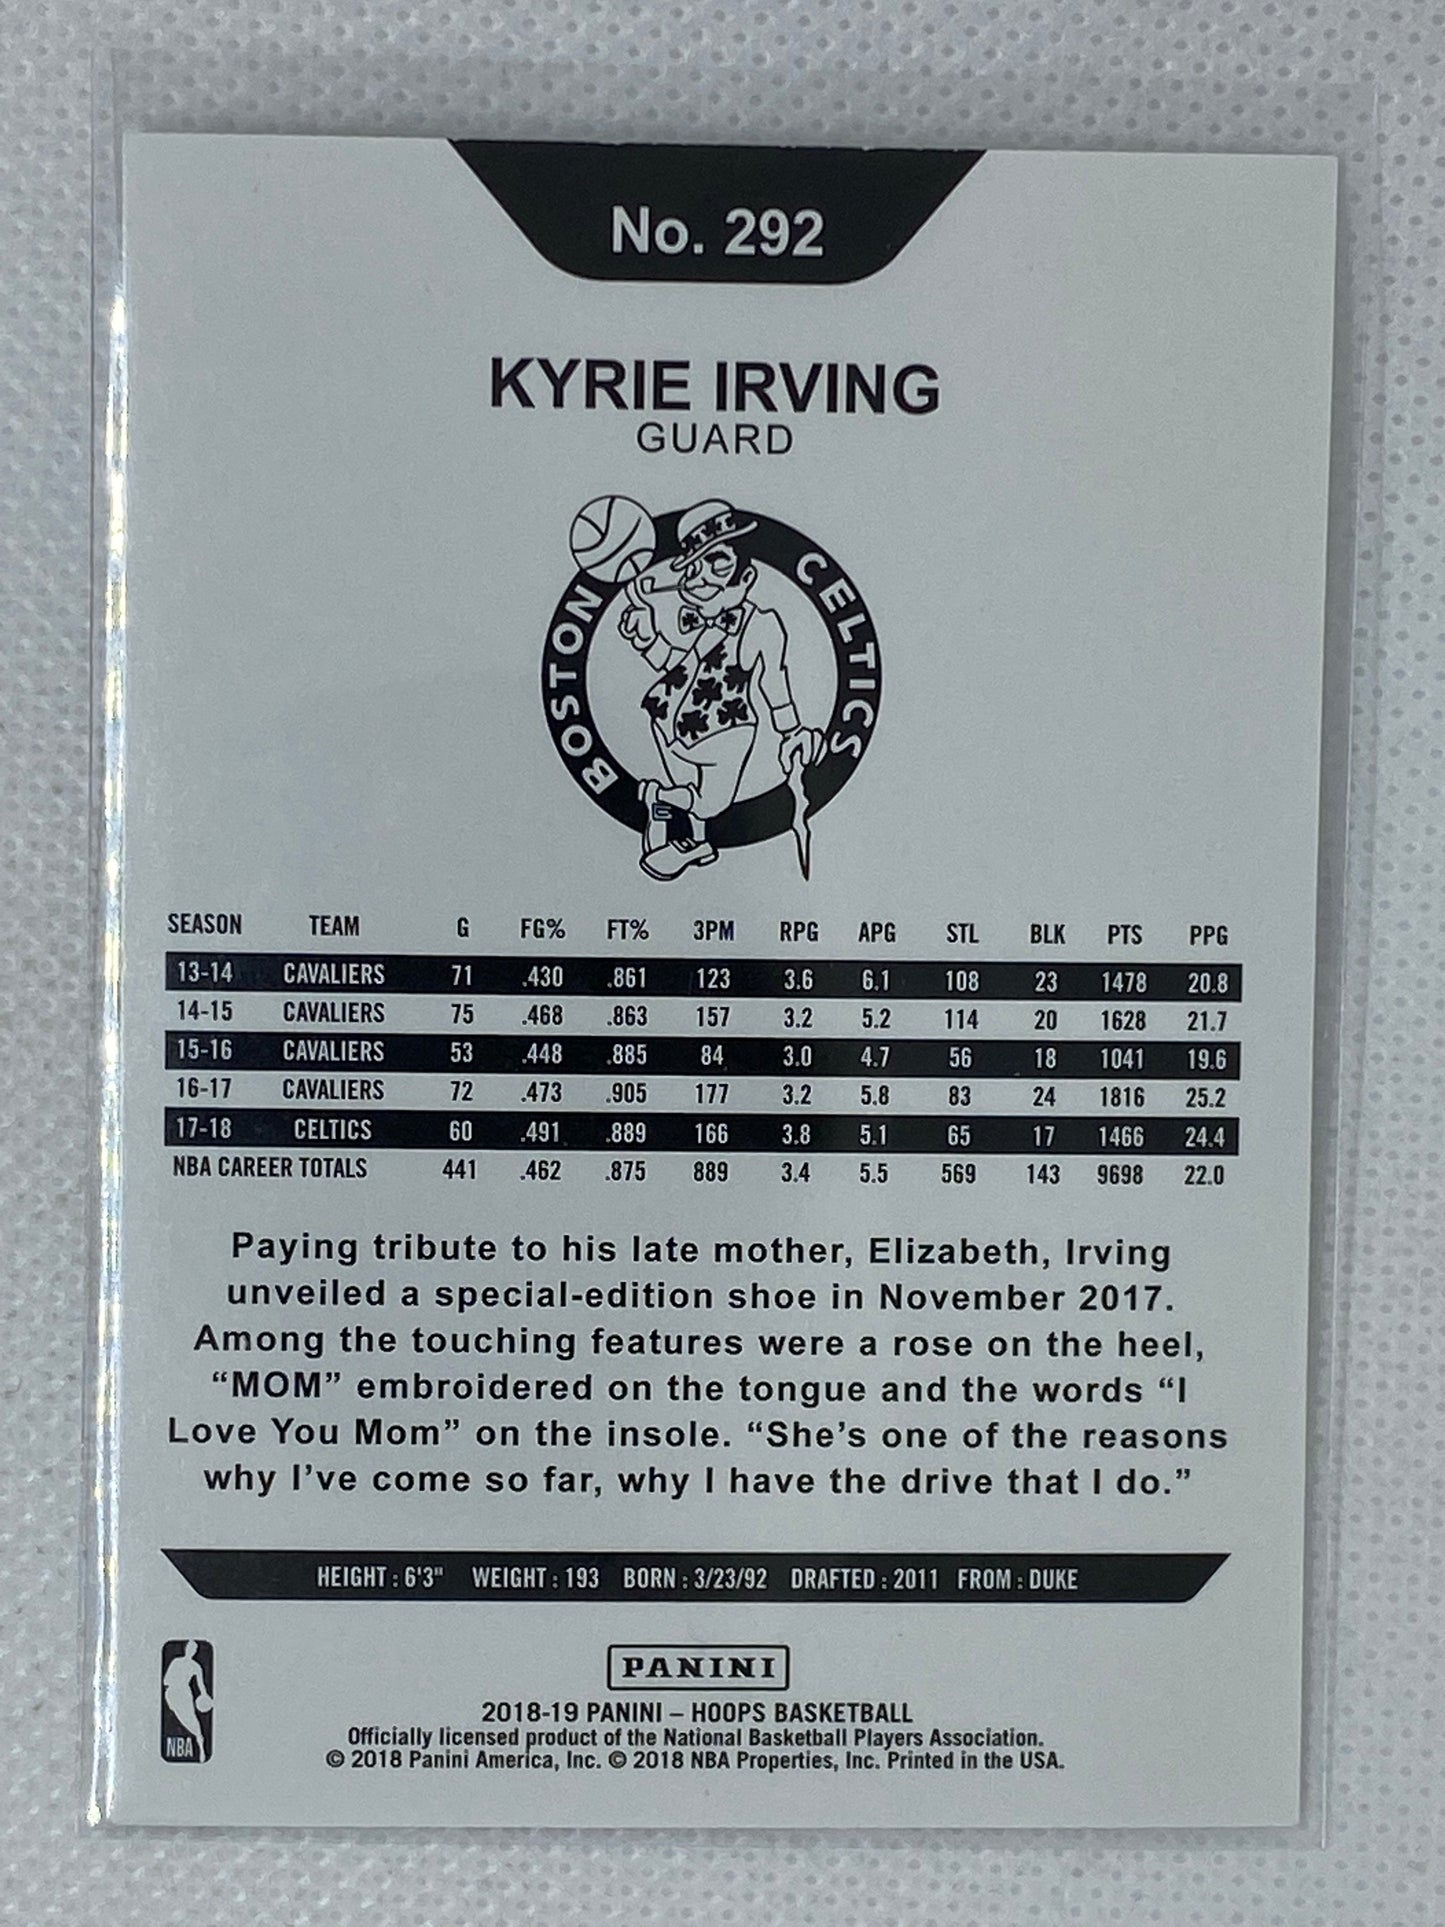 No. 292
KYRIE IRVING
GUARD
BOSTON CELTICS
SEASON TEAM G FG% FT% 3PM RPG APG STL BLK PTS PPG
13-14 CAVALIERS 71 .430 .861 123 3.6 6.1 108 23 1478 20.8
14-15 CAVALIERS 75 .468 .863 157 3.2 5.2 114 20 1628 21.7
15-16 CAVALIERS 53 .448 .885 84 3.0 4.7 56 18 1041 19.6
16-17 CAVALIERS 72 .473 .905 177 3.2 5.8 83 24 1816 25.2
17-18 CELTICS 60 .491 .889 166 3.8 5.1 65 17 1466 24.4
NBA CAREER TOTALS 441 .462 .875 889 3.4 5.5 569 143 9698 22.0
Paying tribute to his late mother, Elizabeth, Irving
unveiled a special-edition shoe in November 2017.
Among the touching features were a rose on the heel,
“MOM” embroidered on the tongue and the words “I
Love You Mom” on the insole. “She’s one of the reasons
why I’ve come so far, why I have the drive that I do.”
HEIGHT : 6'3" WEIGHT : 193 BORN : 3/23/92 DRAFTED : 2011 FROM : DUKE
NBA
PANINI
2018-19 PANINI – HOOPS BASKETBALL
Officially licensed product of the National Basketball Players Association.
© 2018 Panini America, Inc. © 2018 NBA Properties, Inc. Printed in the USA.